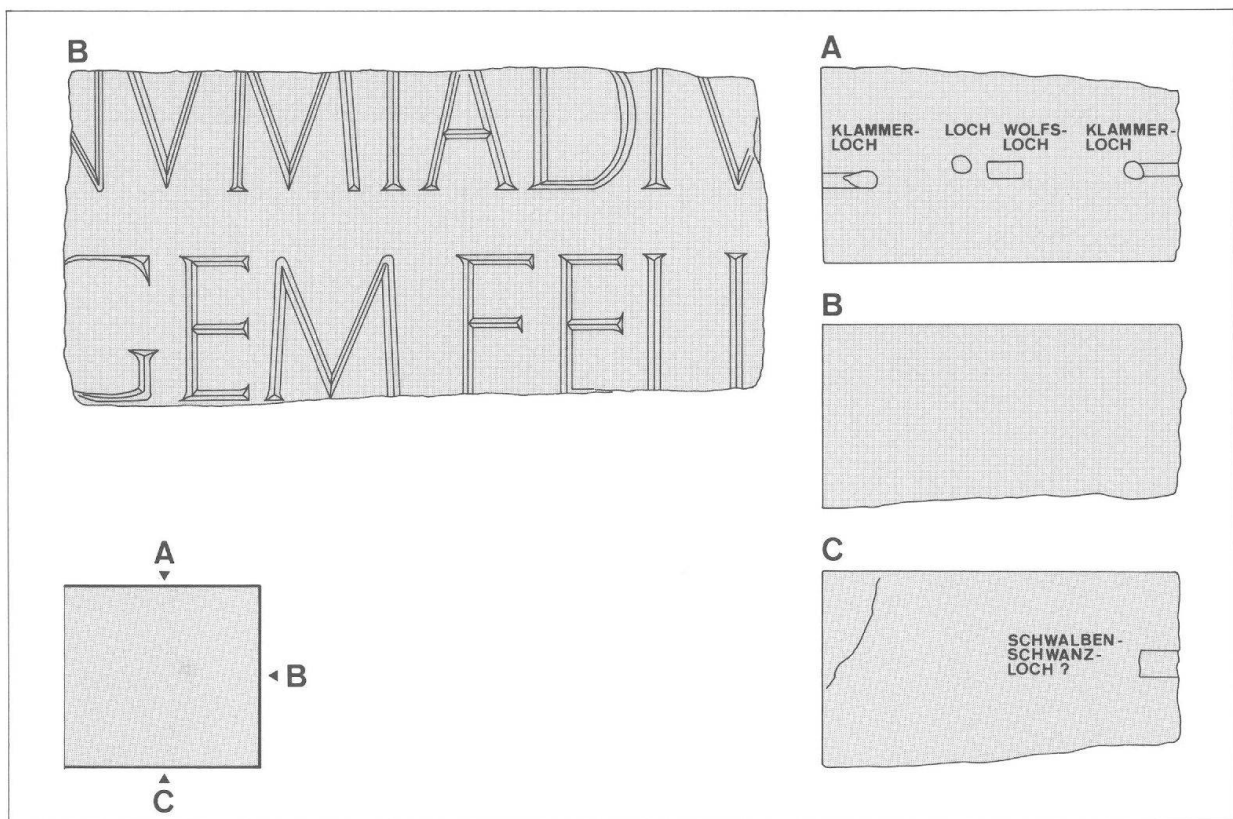 B
NVMIADIV
GEM FELI
A
KLAMMER-
LOCH
LOCH
WOLFS-
LOCH
KLAMMER-
LOCH
B
C
SCHWALBEN-
SCHWANZ-
LOCH ?
A
B
C